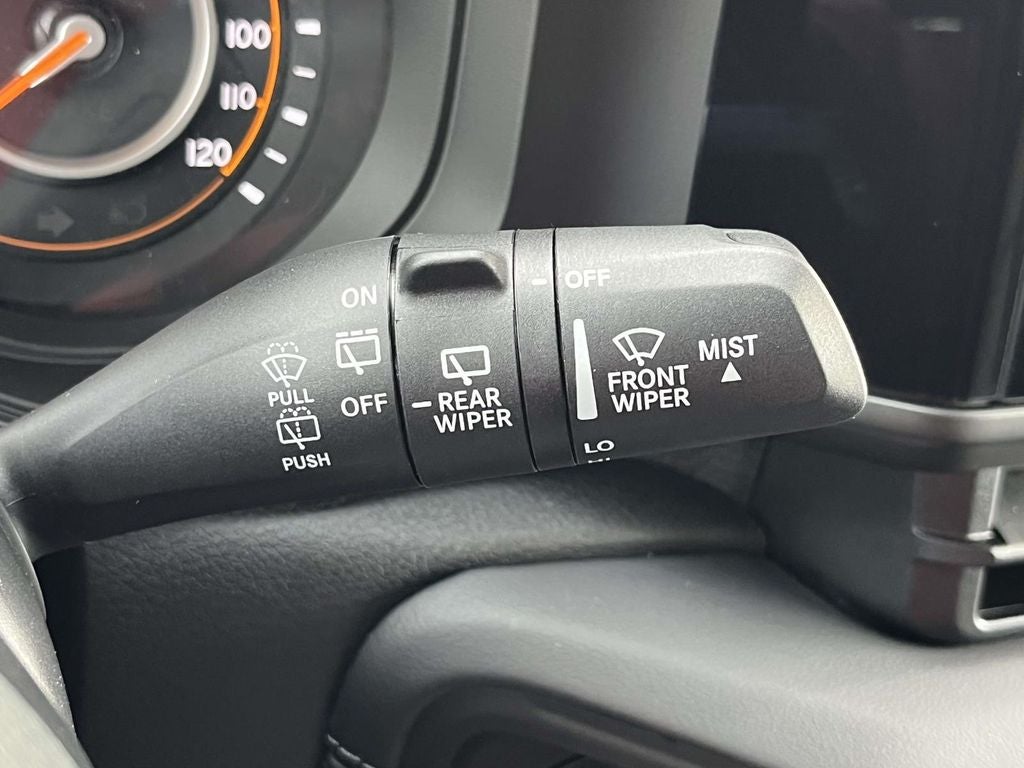 100
110
120
ON
PULL
OFF
PUSH
REAR
WIPER
OFF
FRONT
WIPER
MIST
LO